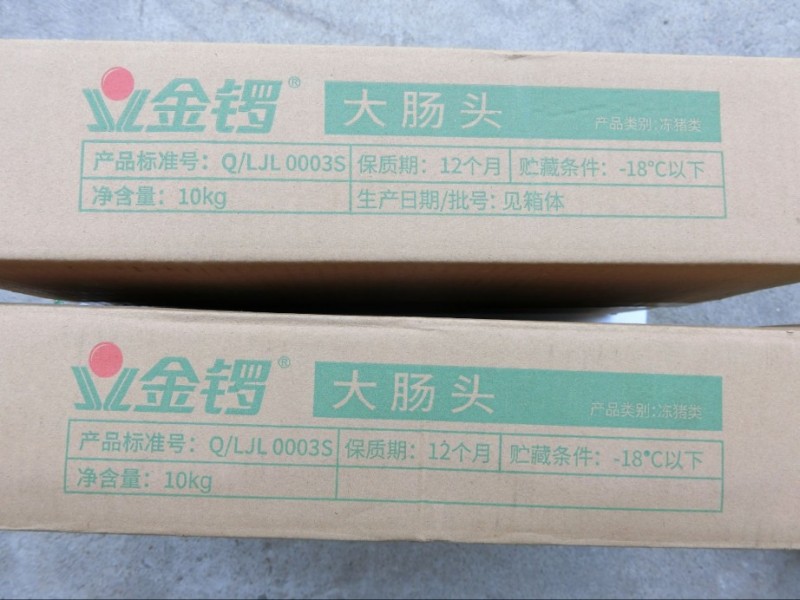 金锣® 大肠头 产品类别:冻猪类
产品标准号: Q/LJL 0003S 保质期: 12个月 贮藏条件: -18℃以下
净含量: 10kg 生产日期/批号: 见箱体
金锣® 大肠头 产品类别:冻猪类
产品标准号: Q/LJL 0003S 保质期: 12个月 贮藏条件: -18℃以下
净含量: 10kg